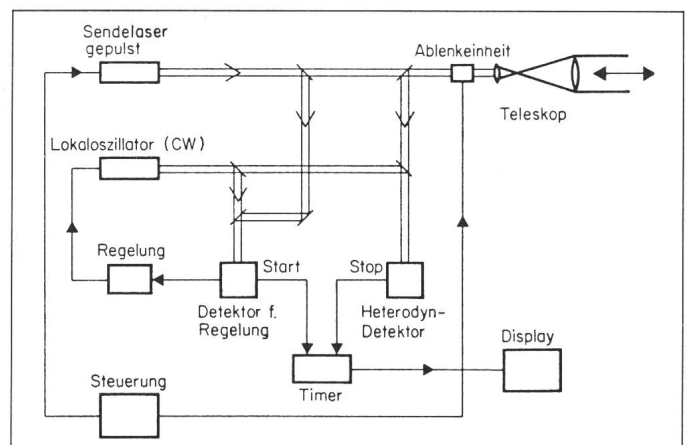 Sendelaser
gepulst
Ablenkeinheit
Teleskop
Lokaloszillator (CW)
Regelung
Start
Stop
Detektor f.
Regelung
Heterodyn-
Detektor
Display
Timer
Steuerung